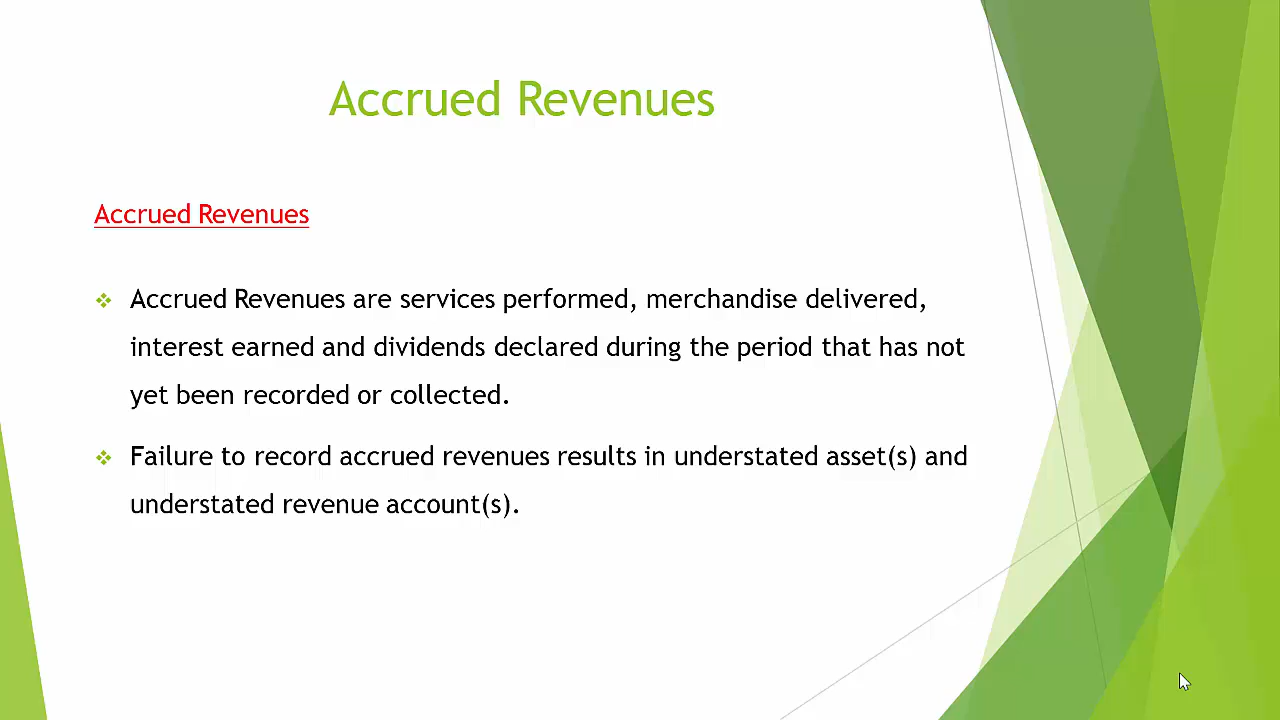 Accrued Revenues
Accrued Revenues
❖ Accrued Revenues are services performed, merchandise delivered,
interest earned and dividends declared during the period that has not
yet been recorded or collected.
❖ Failure to record accrued revenues results in understated asset(s) and
understated revenue account(s).